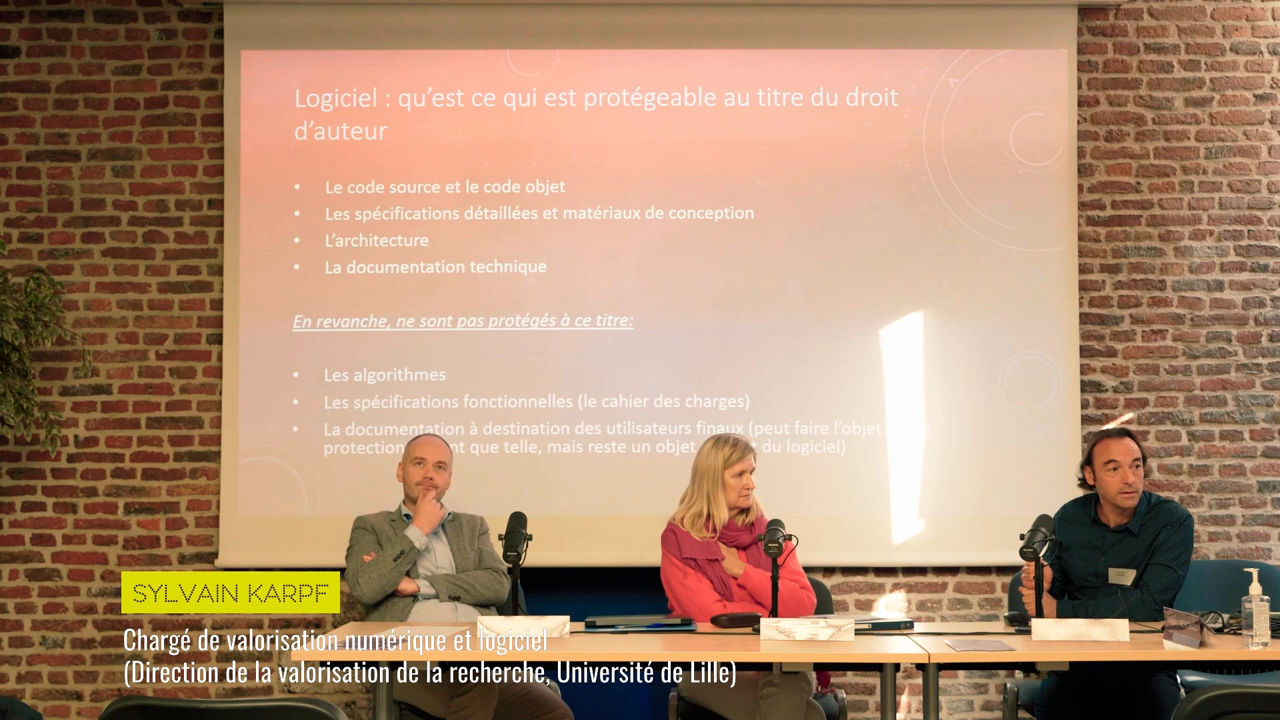 Logiciel : qu’est ce qui est protégeable au titre du droit
d’auteur
• Le code source et le code objet
• Les spécifications détaillées et matériaux de conception
• L’architecture
• La documentation technique
En revanche, ne sont pas protégés à ce titre:
• Les algorithmes
• Les spécifications fonctionnelles (le cahier des charges)
• La documentation à destination des utilisateurs finaux (peut faire l’objet
protection que telle, mais reste un objet du logiciel)
SYLVAIN KARPF
Chargé de valorisation numérique et logiciel
(Direction de la valorisation de la recherche, Université de Lille)